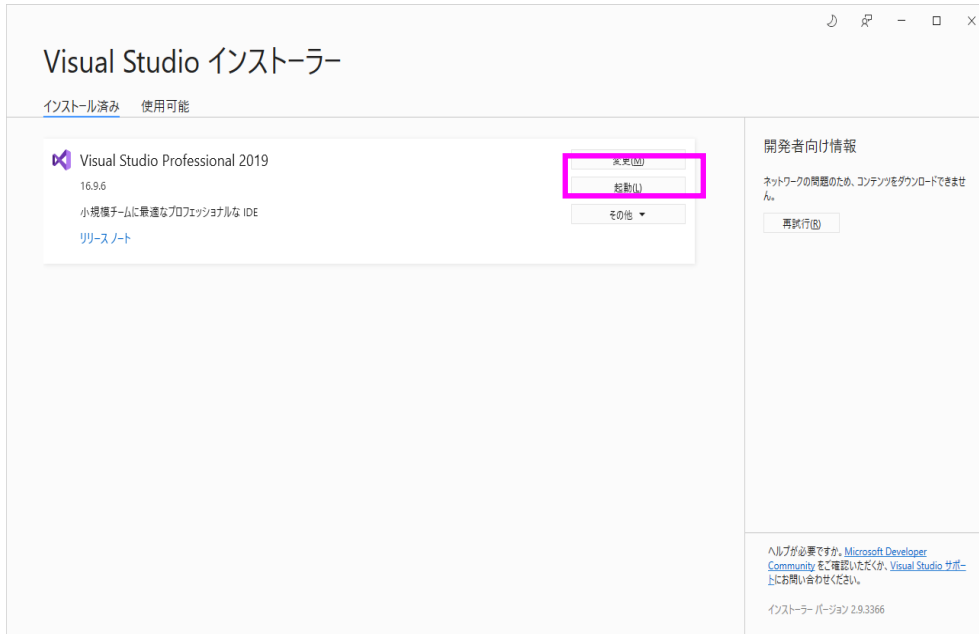 Visual Studio インストーラー
インストール済み 使用可能
Visual Studio Professional 2019
16.9.6
小規模チームに最適なプロフェッショナルな IDE
リリース ノート
変更(M)
起動(L)
その他
開発者向け情報
ネットワークの問題のため、コンテンツをダウンロードできませ
ん。
再試行(R)
ヘルプが必要ですか。Microsoft Developer
Community をご確認いただくか、Visual Studio サポー
トにお問い合わせください。
インストーラー バージョン 2.9.3366